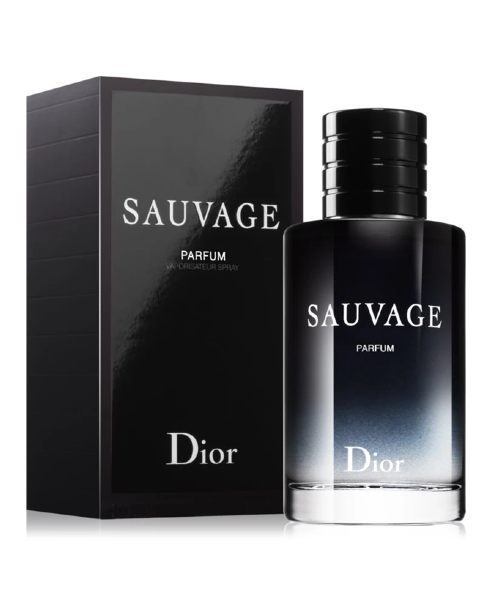 SAUVAGE
PARFUM
VAPORISATEUR SPRAY
Dior
SAUVAGE
PARFUM
Dior